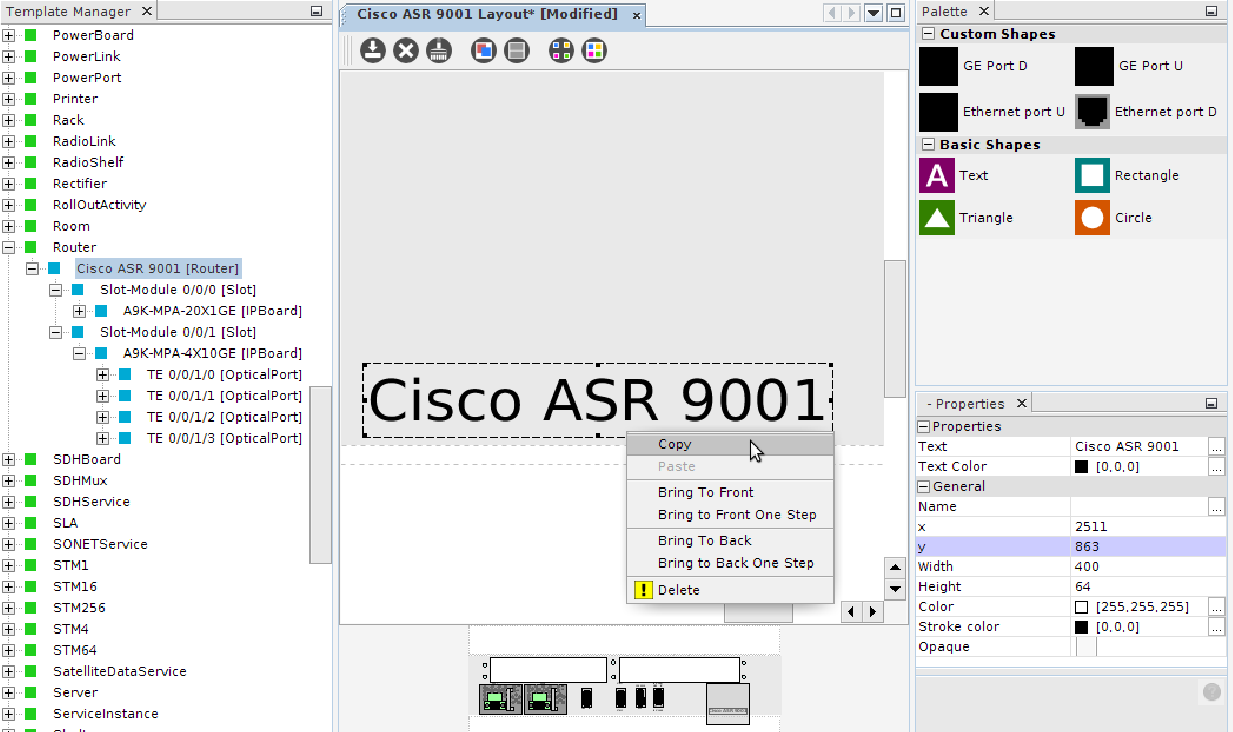 Template Manager
PowerBoard
PowerLink
PowerPort
Printer
Rack
RadioLink
RadioShelf
Rectifier
RollOutActivity
Room
Router
Cisco ASR 9001 [Router]
Slot-Module 0/0/0 [Slot]
A9K-MPA-20X1GE [IPBoard]
Slot-Module 0/0/1 [Slot]
A9K-MPA-4X10GE [IPBoard]
TE 0/0/1/0 [OpticalPort]
TE 0/0/1/1 [OpticalPort]
TE 0/0/1/2 [OpticalPort]
TE 0/0/1/3 [OpticalPort]
SDHBoard
SDHMux
SDHService
SLA
SONETService
STM1
STM16
STM256
STM4
STM64
SatelliteDataService
Server
ServiceInstance
Cisco ASR 9001 Layout* [Modified]
Cisco ASR 9001
Copy
Paste
Bring To Front
Bring to Front One Step
Bring To Back
Bring to Back One Step
! Delete
Cisco ASR 9001
Palette
Custom Shapes
GE Port D
GE Port U
Ethernet port U
Ethernet port D
Basic Shapes
A Text
Rectangle
Triangle
Circle
- Properties
Properties
Text Cisco ASR 9001 ...
Text Color [0,0,0] ...
General
Name ...
x 2511
y 863
Width 400
Height 64
Color [255,255,255] ...
Stroke color [0,0,0] ...
Opaque
?